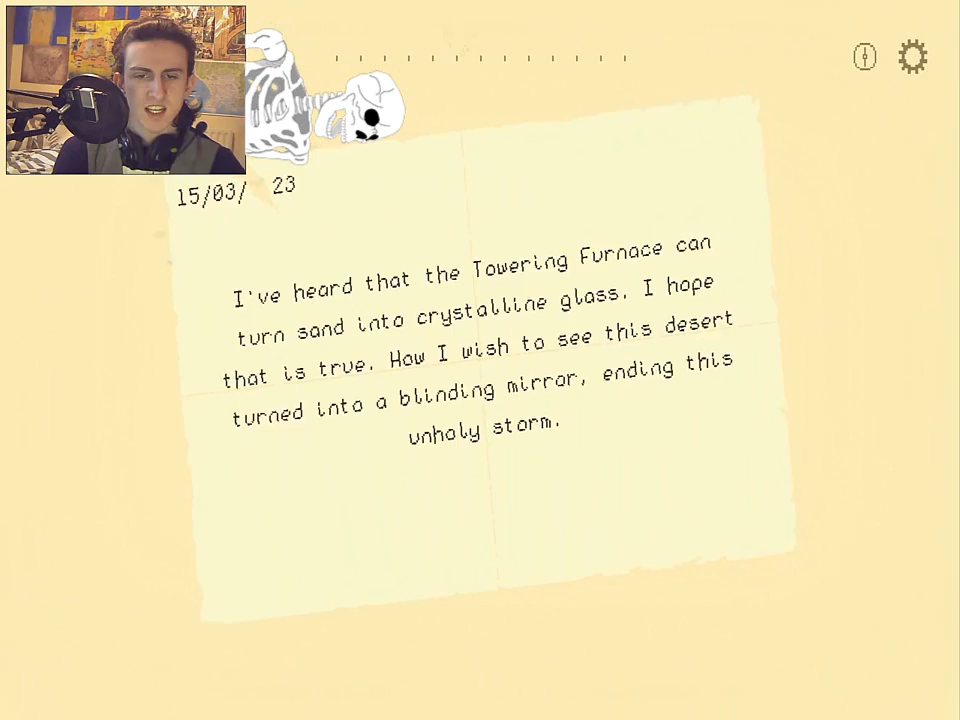 15/03/ 23
I've heard that the Towering Furnace can
turn sand into crystalline glass. I hope
that is true. How I wish to see this desert
turned into a blinding mirror, ending this
unholy storm.